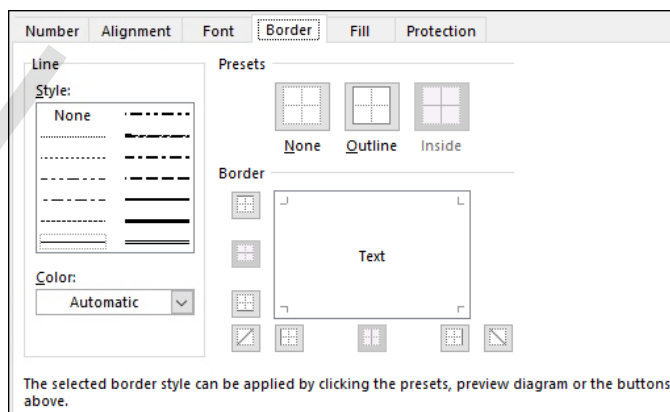 Number Alignment Font Border Fill Protection
Line
Style:
None
Color:
Automatic
Presets
None Outline Inside
Border
Text
The selected border style can be applied by clicking the presets, preview diagram or the buttons
above.